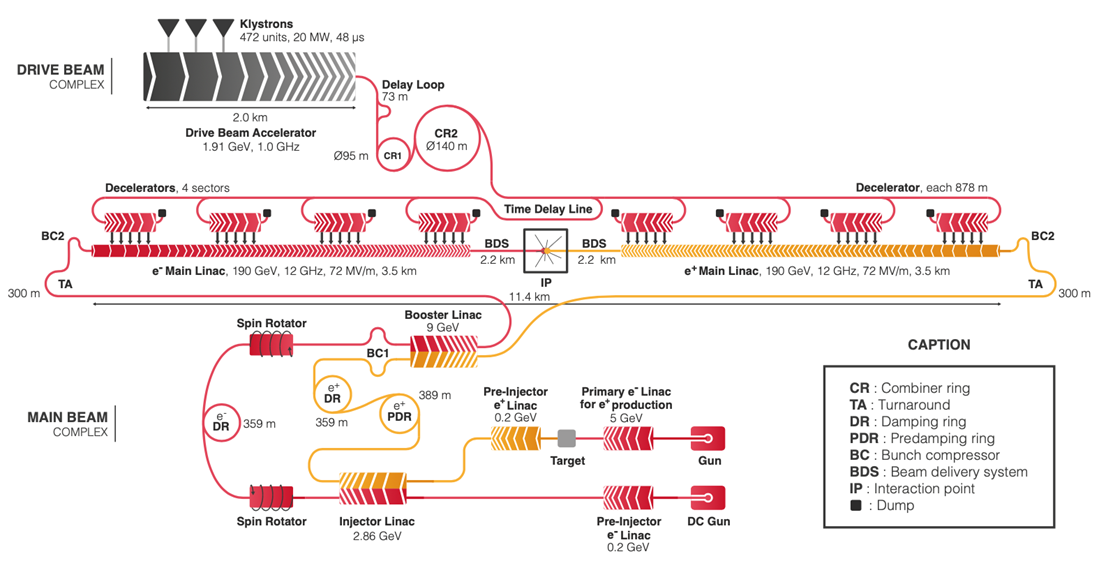 Klystrons
472 units, 20 MW, 48 µs
DRIVE BEAM
COMPLEX
Delay Loop
73 m
2.0 km
Drive Beam Accelerator
1.91 GeV, 1.0 GHz
CR2
Ø140 m
Ø95 m
CR1
Decelerators, 4 sectors
Decelerator, each 878 m
Time Delay Line
BC2
BDS
2.2 km
BDS
2.2 km
BC2
e- Main Linac, 190 GeV, 12 GHz, 72 MV/m, 3.5 km
IP
e+ Main Linac, 190 GeV, 12 GHz, 72 MV/m, 3.5 km
TA
TA
300 m
11.4 km
300 m
Booster Linac
9 GeV
Spin Rotator
BC1
MAIN BEAM
COMPLEX
e-
DR
359 m
e+
DR
359 m
e+
PDR
389 m
Pre-Injector
e+ Linac
0.2 GeV
Primary e- Linac
for e+ production
5 GeV
Target
Gun
Spin Rotator
Injector Linac
2.86 GeV
Pre-Injector
e- Linac
0.2 GeV
DC Gun
CAPTION
CR : Combiner ring
TA : Turnaround
DR : Damping ring
PDR : Predamping ring
BC : Bunch compressor
BDS : Beam delivery system
IP : Interaction point
: Dump